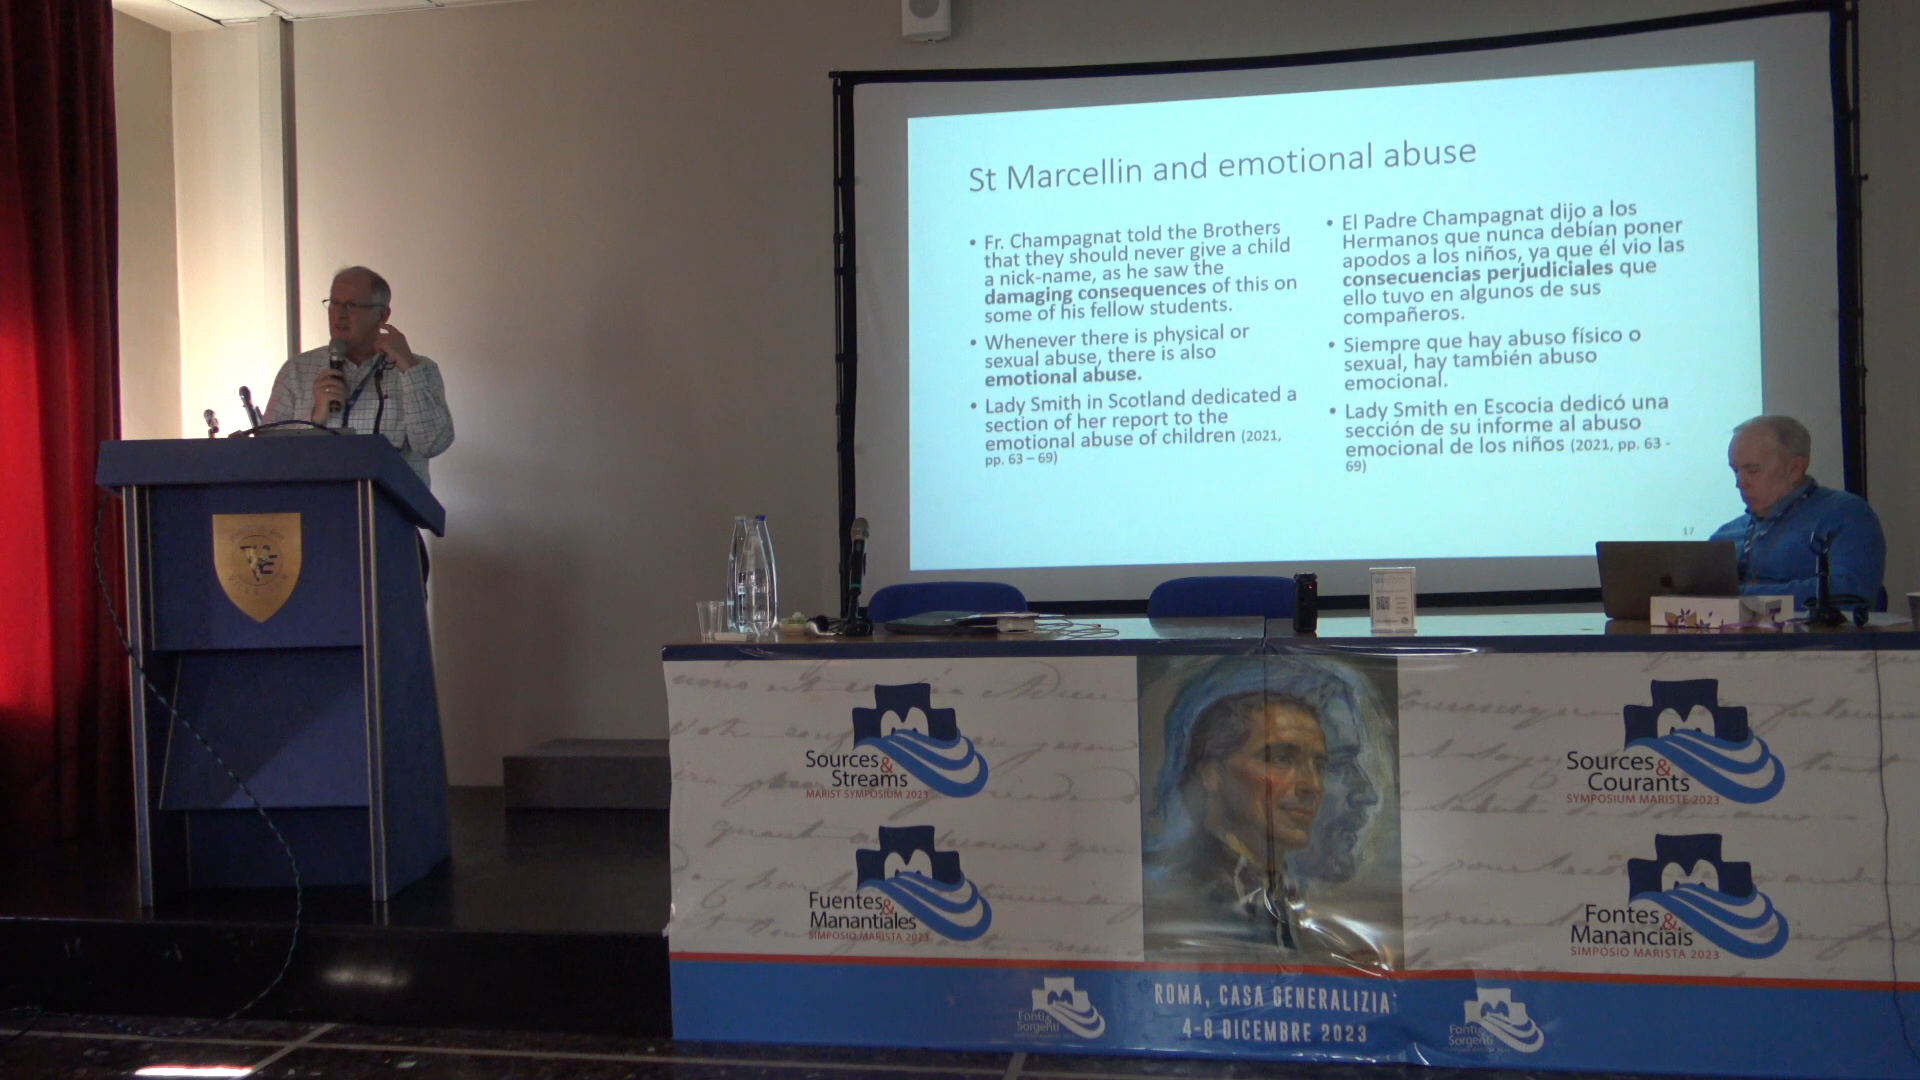 St Marcellin and emotional abuse
• Fr. Champagnat told the Brothers
that they should never give a child
a nick-name, as he saw the
damaging consequences of this on
some of his fellow students.
• Whenever there is physical or
sexual abuse, there is also
emotional abuse.
• Lady Smith in Scotland dedicated a
section of her report to the
emotional abuse of children (2021,
pp. 63 – 69)
• El Padre Champagnat dijo a los
Hermanos que nunca debían poner
apodos a los niños, ya que él vio las
consecuencias perjudiciales que
ello tuvo en algunos de sus
compañeros.
• Siempre que hay abuso físico o
sexual, hay también abuso
emocional.
• Lady Smith en Escocia dedicó una
sección de su informe al abuso
emocional de los niños (2021, pp. 63 -
69)
17
Sources &
Streams
MARIST SYMPOSIUM 2023
Fuentes &
Manantiales
SIMPOSIO MARISTA 2023
Sources &
Courants
SYMPOSIUM MARISTE 2023
Fontes &
Mananciais
SIMPÓSIO MARISTA 2023
Fonti &
Sorgenti
ROMA, CASA GENERALIZIA
4-8 DICEMBRE 2023
Fonti &
Sorgenti